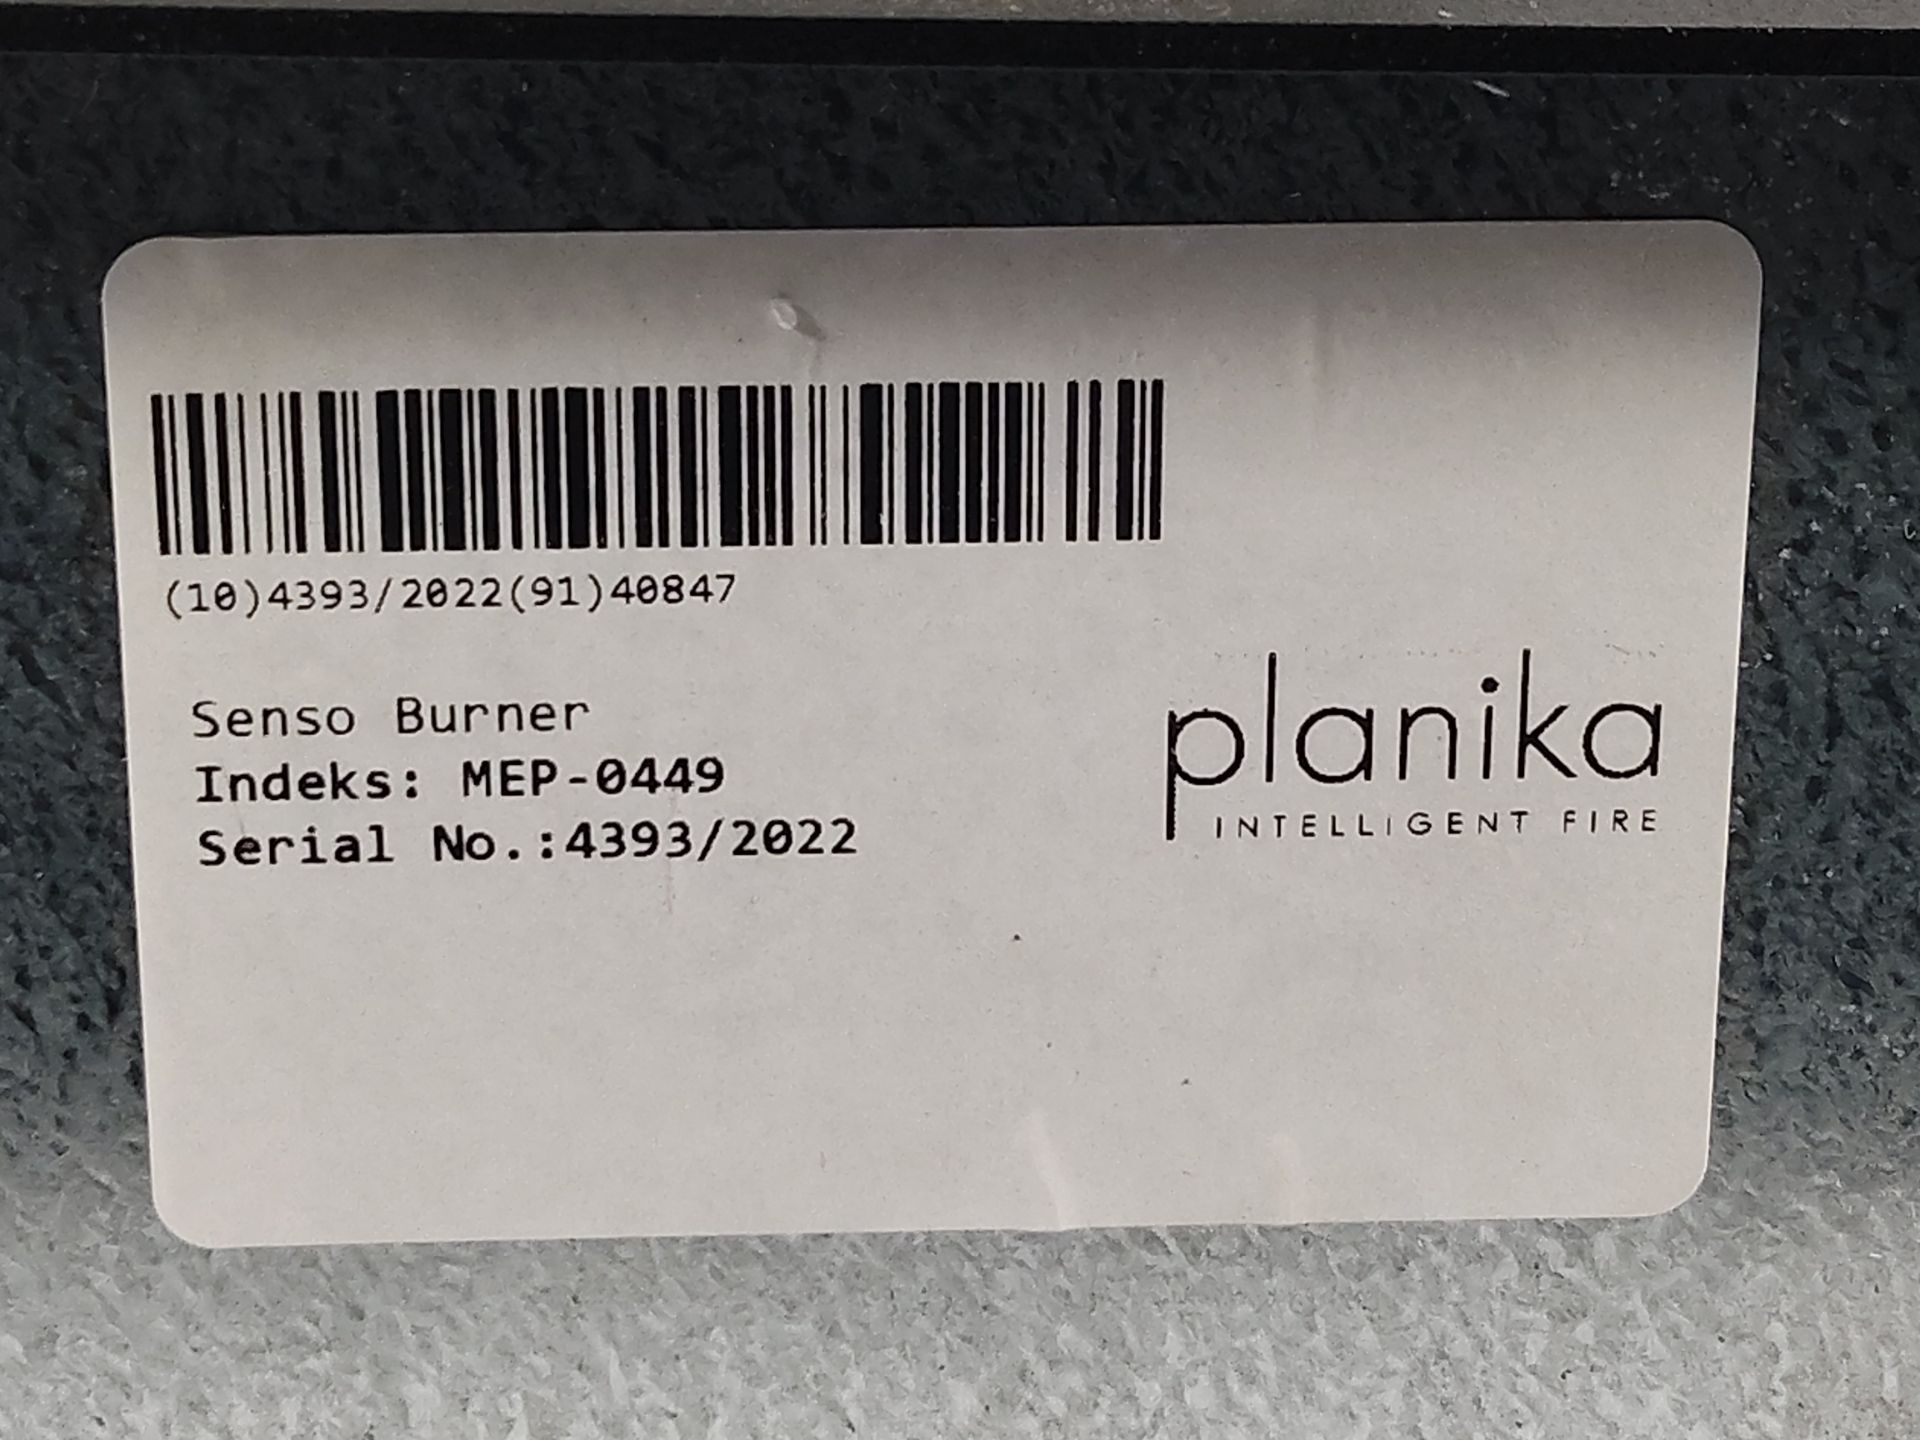 (10)4393/2022(91)40847
Senso Burner
Indeks: MEP-0449
Serial No.:4393/2022
planika
INTELLIGENT FIRE